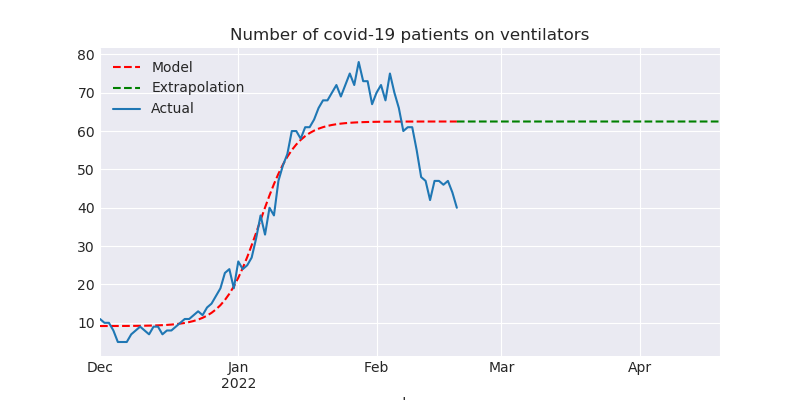 Number of covid-19 patients on ventilators
80
70
60
50
40
30
20
10
Model
Extrapolation
Actual
Dec
Jan
Feb
Mar
Apr
2022